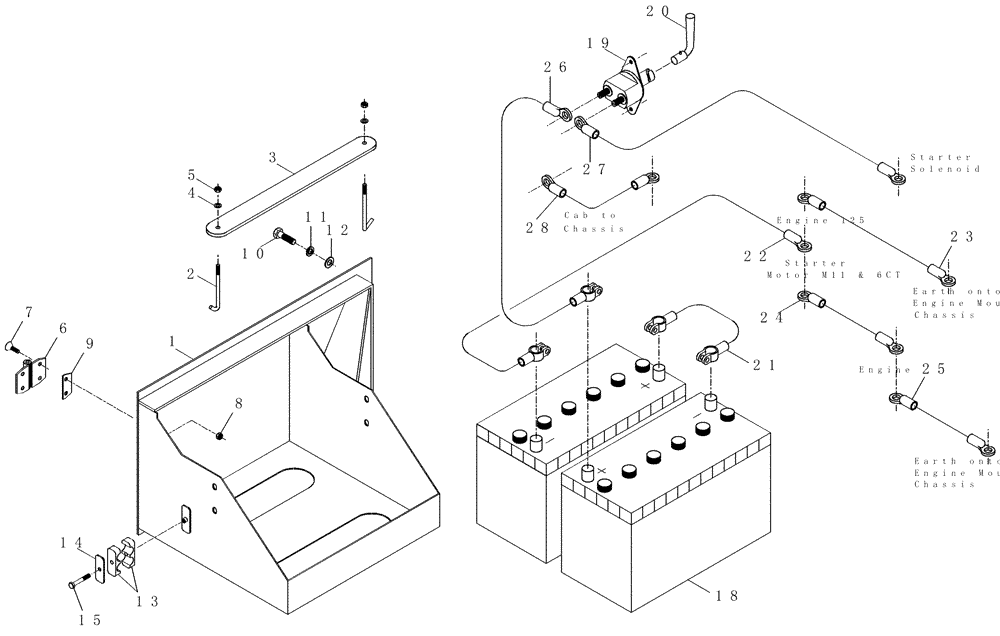 20
19
26
3
Starter
Solenoid
5
27
4
11
12
28
Cab to
Chassis
Engine 125
10
22
23
2
Starter
Motor M11 & 6CT
Earth onto
Engine Mou
Chassis
7
6
9
1
24
21
Engine
25
8
Earth onto
Engine Mou
Chassis
14
13
18
15